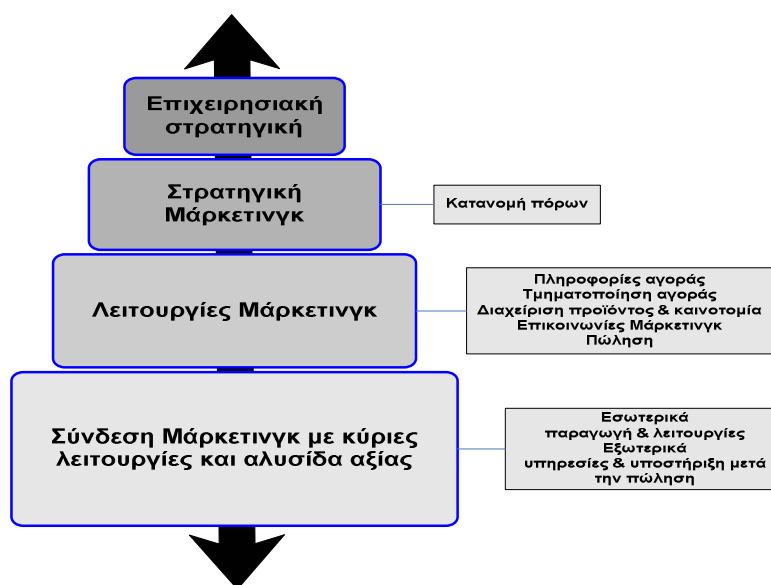 Επιχειρησιακή
στρατηγική
Στρατηγική
Μάρκετινγκ
Κατανομή πόρων
Λειτουργίες Μάρκετινγκ
Πληροφορίες αγοράς
Τμηματοποίηση αγοράς
Διαχείριση προϊόντος & καινοτομία
Επικοινωνίες Μάρκετινγκ
Πώληση
Σύνδεση Μάρκετινγκ με κύριες
λειτουργίες και αλυσίδα αξίας
Εσωτερικά
παραγωγή & λειτουργίες
Εξωτερικά
υπηρεσίες & υποστήριξη μετά
την πώληση